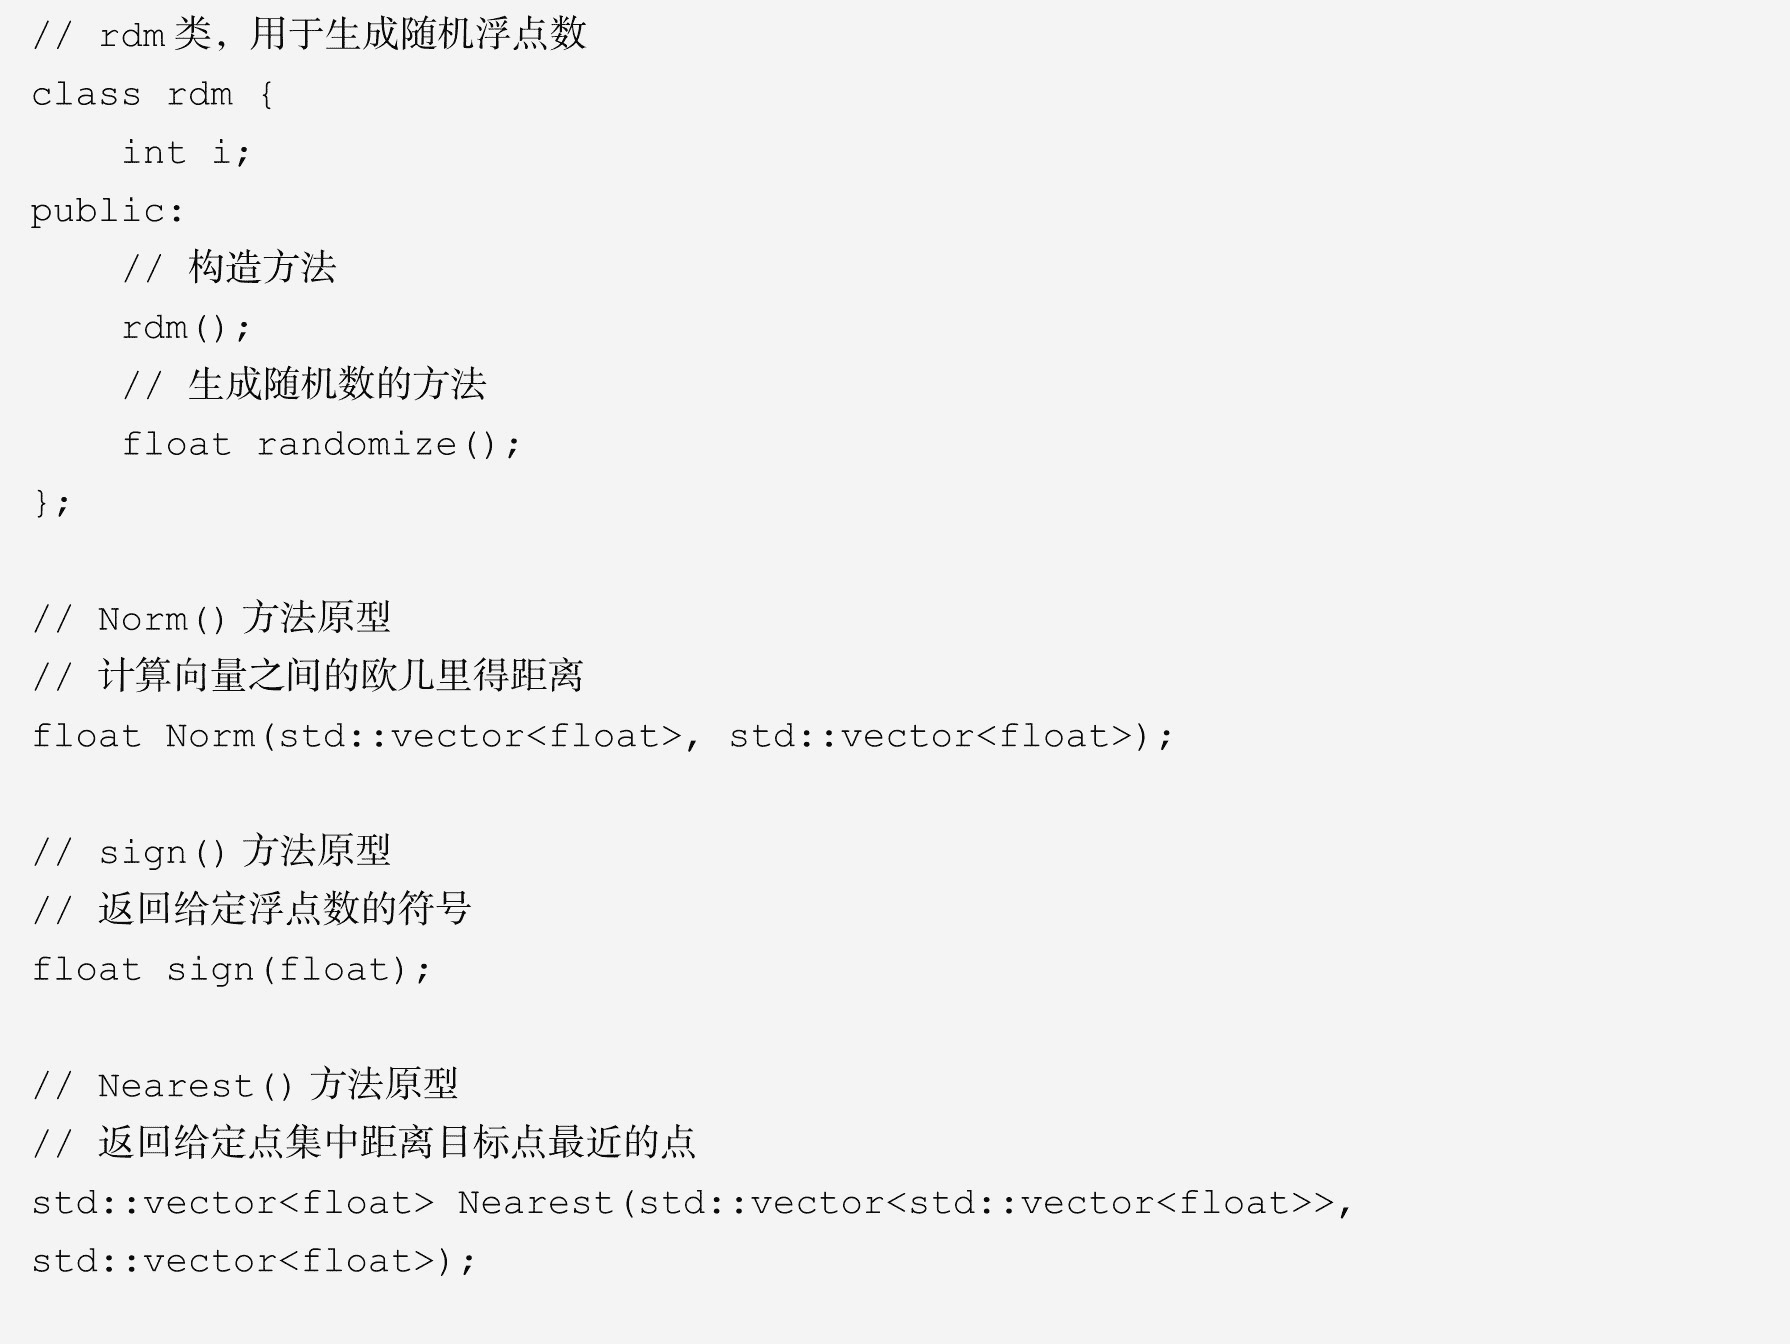 // rdm 类，用于生成随机浮点数
class rdm {
    int i;
public:
    // 构造方法
    rdm();
    // 生成随机数的方法
    float randomize();
};

// Norm() 方法原型
// 计算向量之间的欧几里得距离
float Norm(std::vector<float>, std::vector<float>);

// sign() 方法原型
// 返回给定浮点数的符号
float sign(float);

// Nearest() 方法原型
// 返回给定点集中距离目标点最近的点
std::vector<float> Nearest(std::vector<std::vector<float>>,
std::vector<float>);